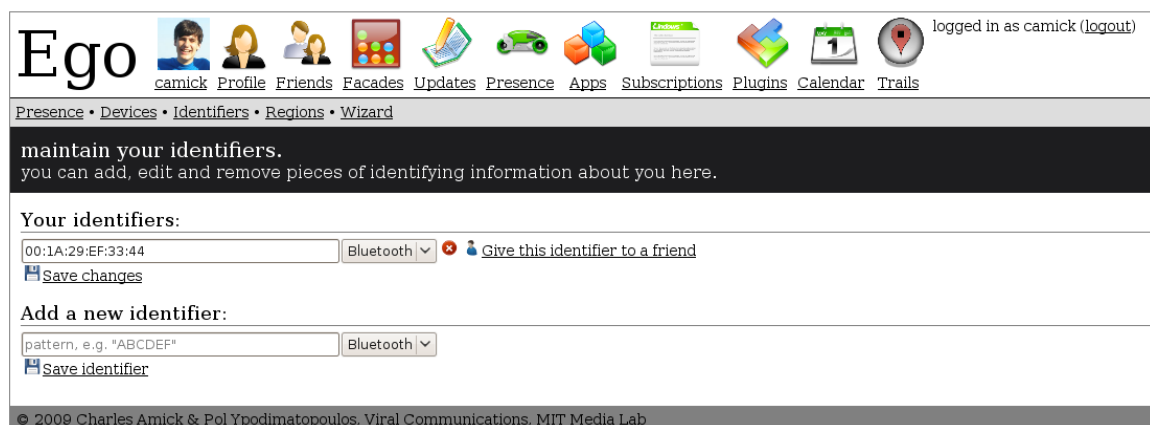 Ego
camick Profile Friends Facades Updates Presence Apps Subscriptions Plugins Calendar Trails
logged in as camick (logout)
Presence • Devices • Identifiers • Regions • Wizard
maintain your identifiers.
you can add, edit and remove pieces of identifying information about you here.
Your identifiers:
00:1A:29:EF:33:44 Bluetooth Give this identifier to a friend
Save changes
Add a new identifier:
pattern, e.g. "ABCDEF" Bluetooth
Save identifier
© 2009 Charles Amick & Pol Ypodimatopoulos, Viral Communications, MIT Media Lab